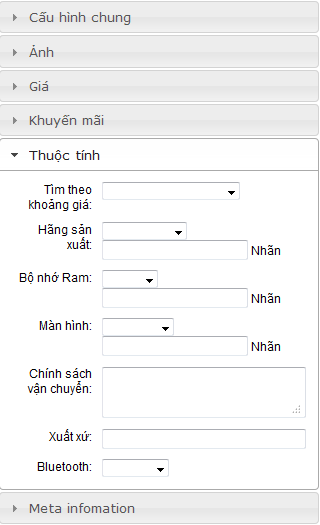 Cấu hình chung
Ảnh
Giá
Khuyến mãi
Thuộc tính
Tìm theo
khoảng giá:
Hãng sản
xuất:
Nhãn
Bộ nhớ Ram:
Nhãn
Màn hình:
Nhãn
Chính sách
vận chuyển:
Xuất xứ:
Bluetooth:
Meta infomation